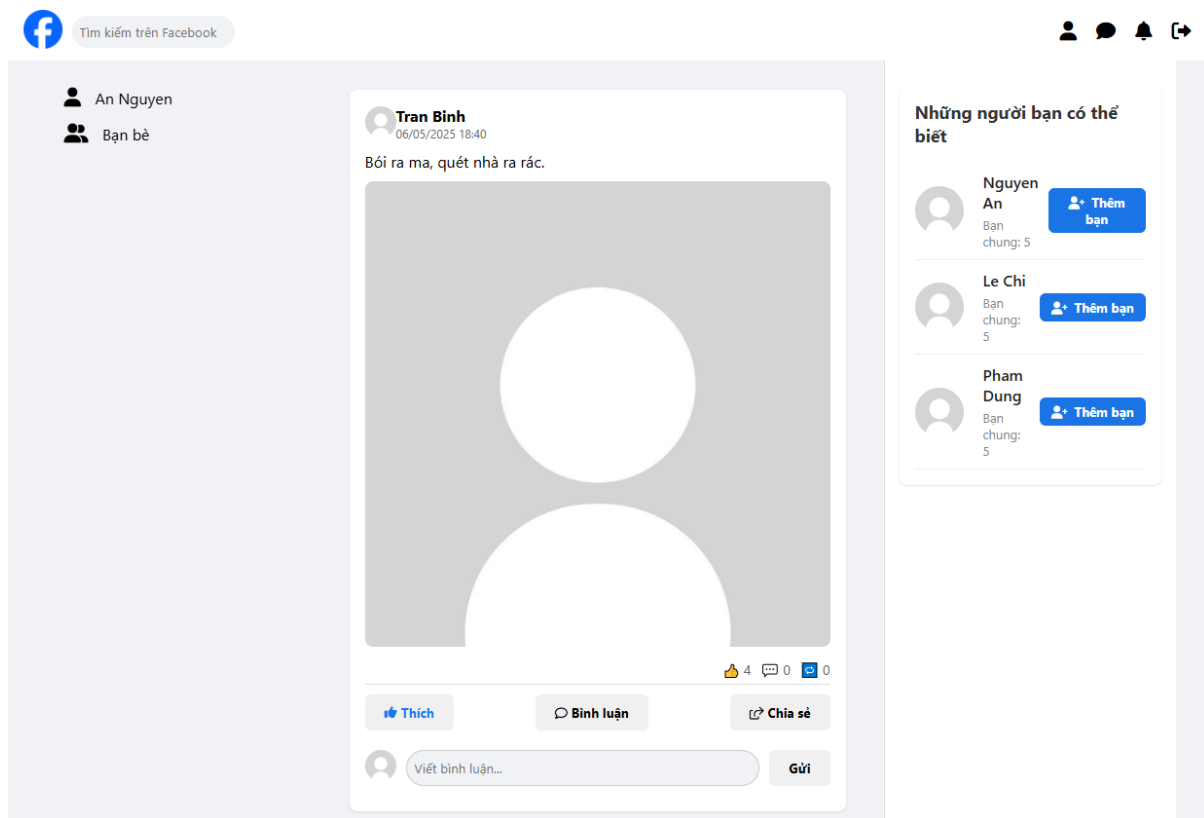 Tìm kiếm trên Facebook
An Nguyen
Bạn bè
Tran Binh
06/05/2025 18:40
Bói ra ma, quét nhà ra rác.
4 0 0
Thích Bình luận Chia sẻ
Viết bình luận... Gửi
Những người bạn có thể
biết
Nguyen
An
Bạn
chung: 5
Thêm
bạn
Le Chi
Bạn
chung:
5
Thêm bạn
Pham
Dung
Bạn
chung:
5
Thêm bạn